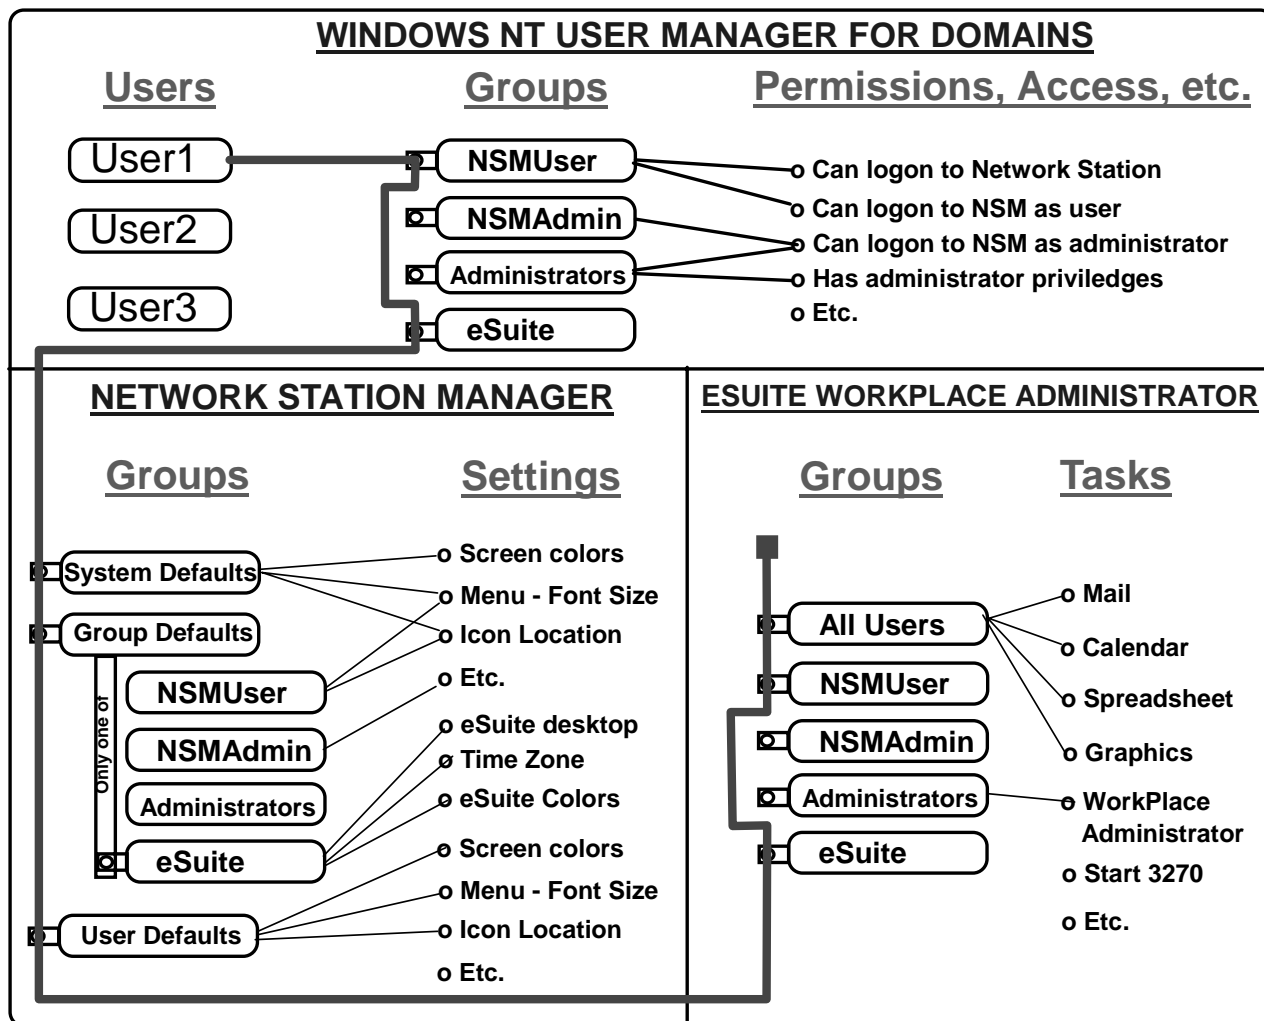 WINDOWS NT USER MANAGER FOR DOMAINS
Users
Groups
Permissions, Access, etc.
User1
User2
User3
NSMUser
NSMAdmin
Administrators
eSuite
o Can logon to Network Station
o Can logon to NSM as user
o Can logon to NSM as administrator
o Has administrator priviledges
o Etc.
NETWORK STATION MANAGER
Groups
Settings
System Defaults
Group Defaults
Only one of
NSMUser
NSMAdmin
Administrators
eSuite
User Defaults
o Screen colors
o Menu - Font Size
o Icon Location
o Etc.
o eSuite desktop
o Time Zone
o eSuite Colors
o Screen colors
o Menu - Font Size
o Icon Location
o Etc.
ESUITE WORKPLACE ADMINISTRATOR
Groups
Tasks
All Users
NSMUser
NSMAdmin
Administrators
eSuite
o Mail
o Calendar
o Spreadsheet
o Graphics
o WorkPlace
Administrator
o Start 3270
o Etc.